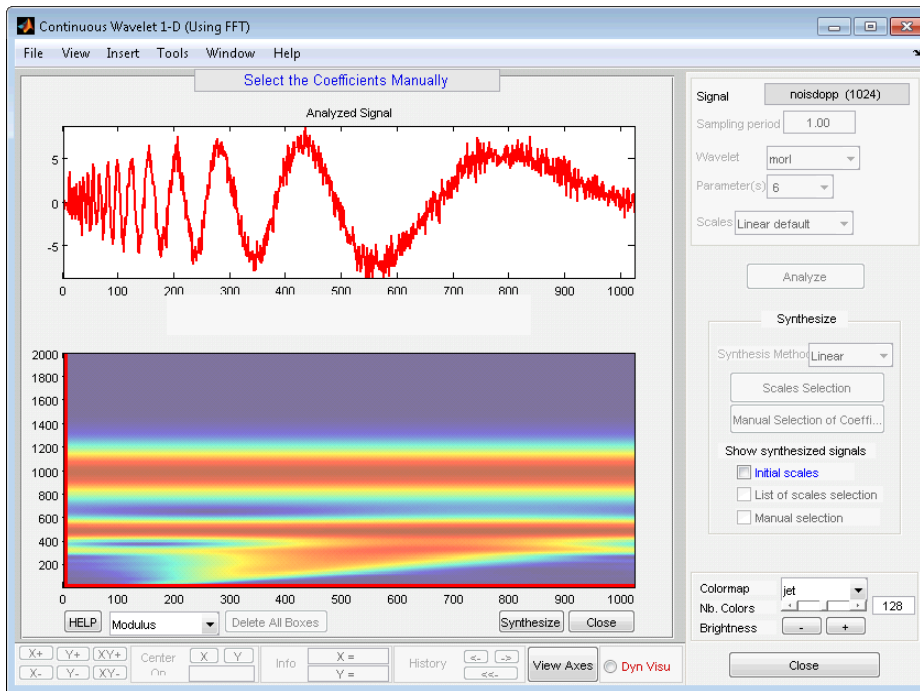 Continuous Wavelet 1-D (Using FFT)
File View Insert Tools Window Help
Select the Coefficients Manually
Analyzed Signal
5
0
-5
0 100 200 300 400 500 600 700 800 900 1000
2000
1800
1600
1400
1200
1000
800
600
400
200
0 100 200 300 400 500 600 700 800 900 1000
HELP Modulus Delete All Boxes Synthesize Close
X+ Y+ XY+
X- Y- XY-
Center
On
X Y
Info
X =
Y =
History
<- ->
<<-
View Axes
Dyn Visu
Signal noisdopp (1024)
Sampling period 1.00
Wavelet morl
Parameter(s) 6
Scales Linear default
Analyze
Synthesize
Synthesis Method Linear
Scales Selection
Manual Selection of Coeffi...
Show synthesized signals
Initial scales
List of scales selection
Manual selection
Colormap jet
Nb. Colors 128
Brightness - +
Close